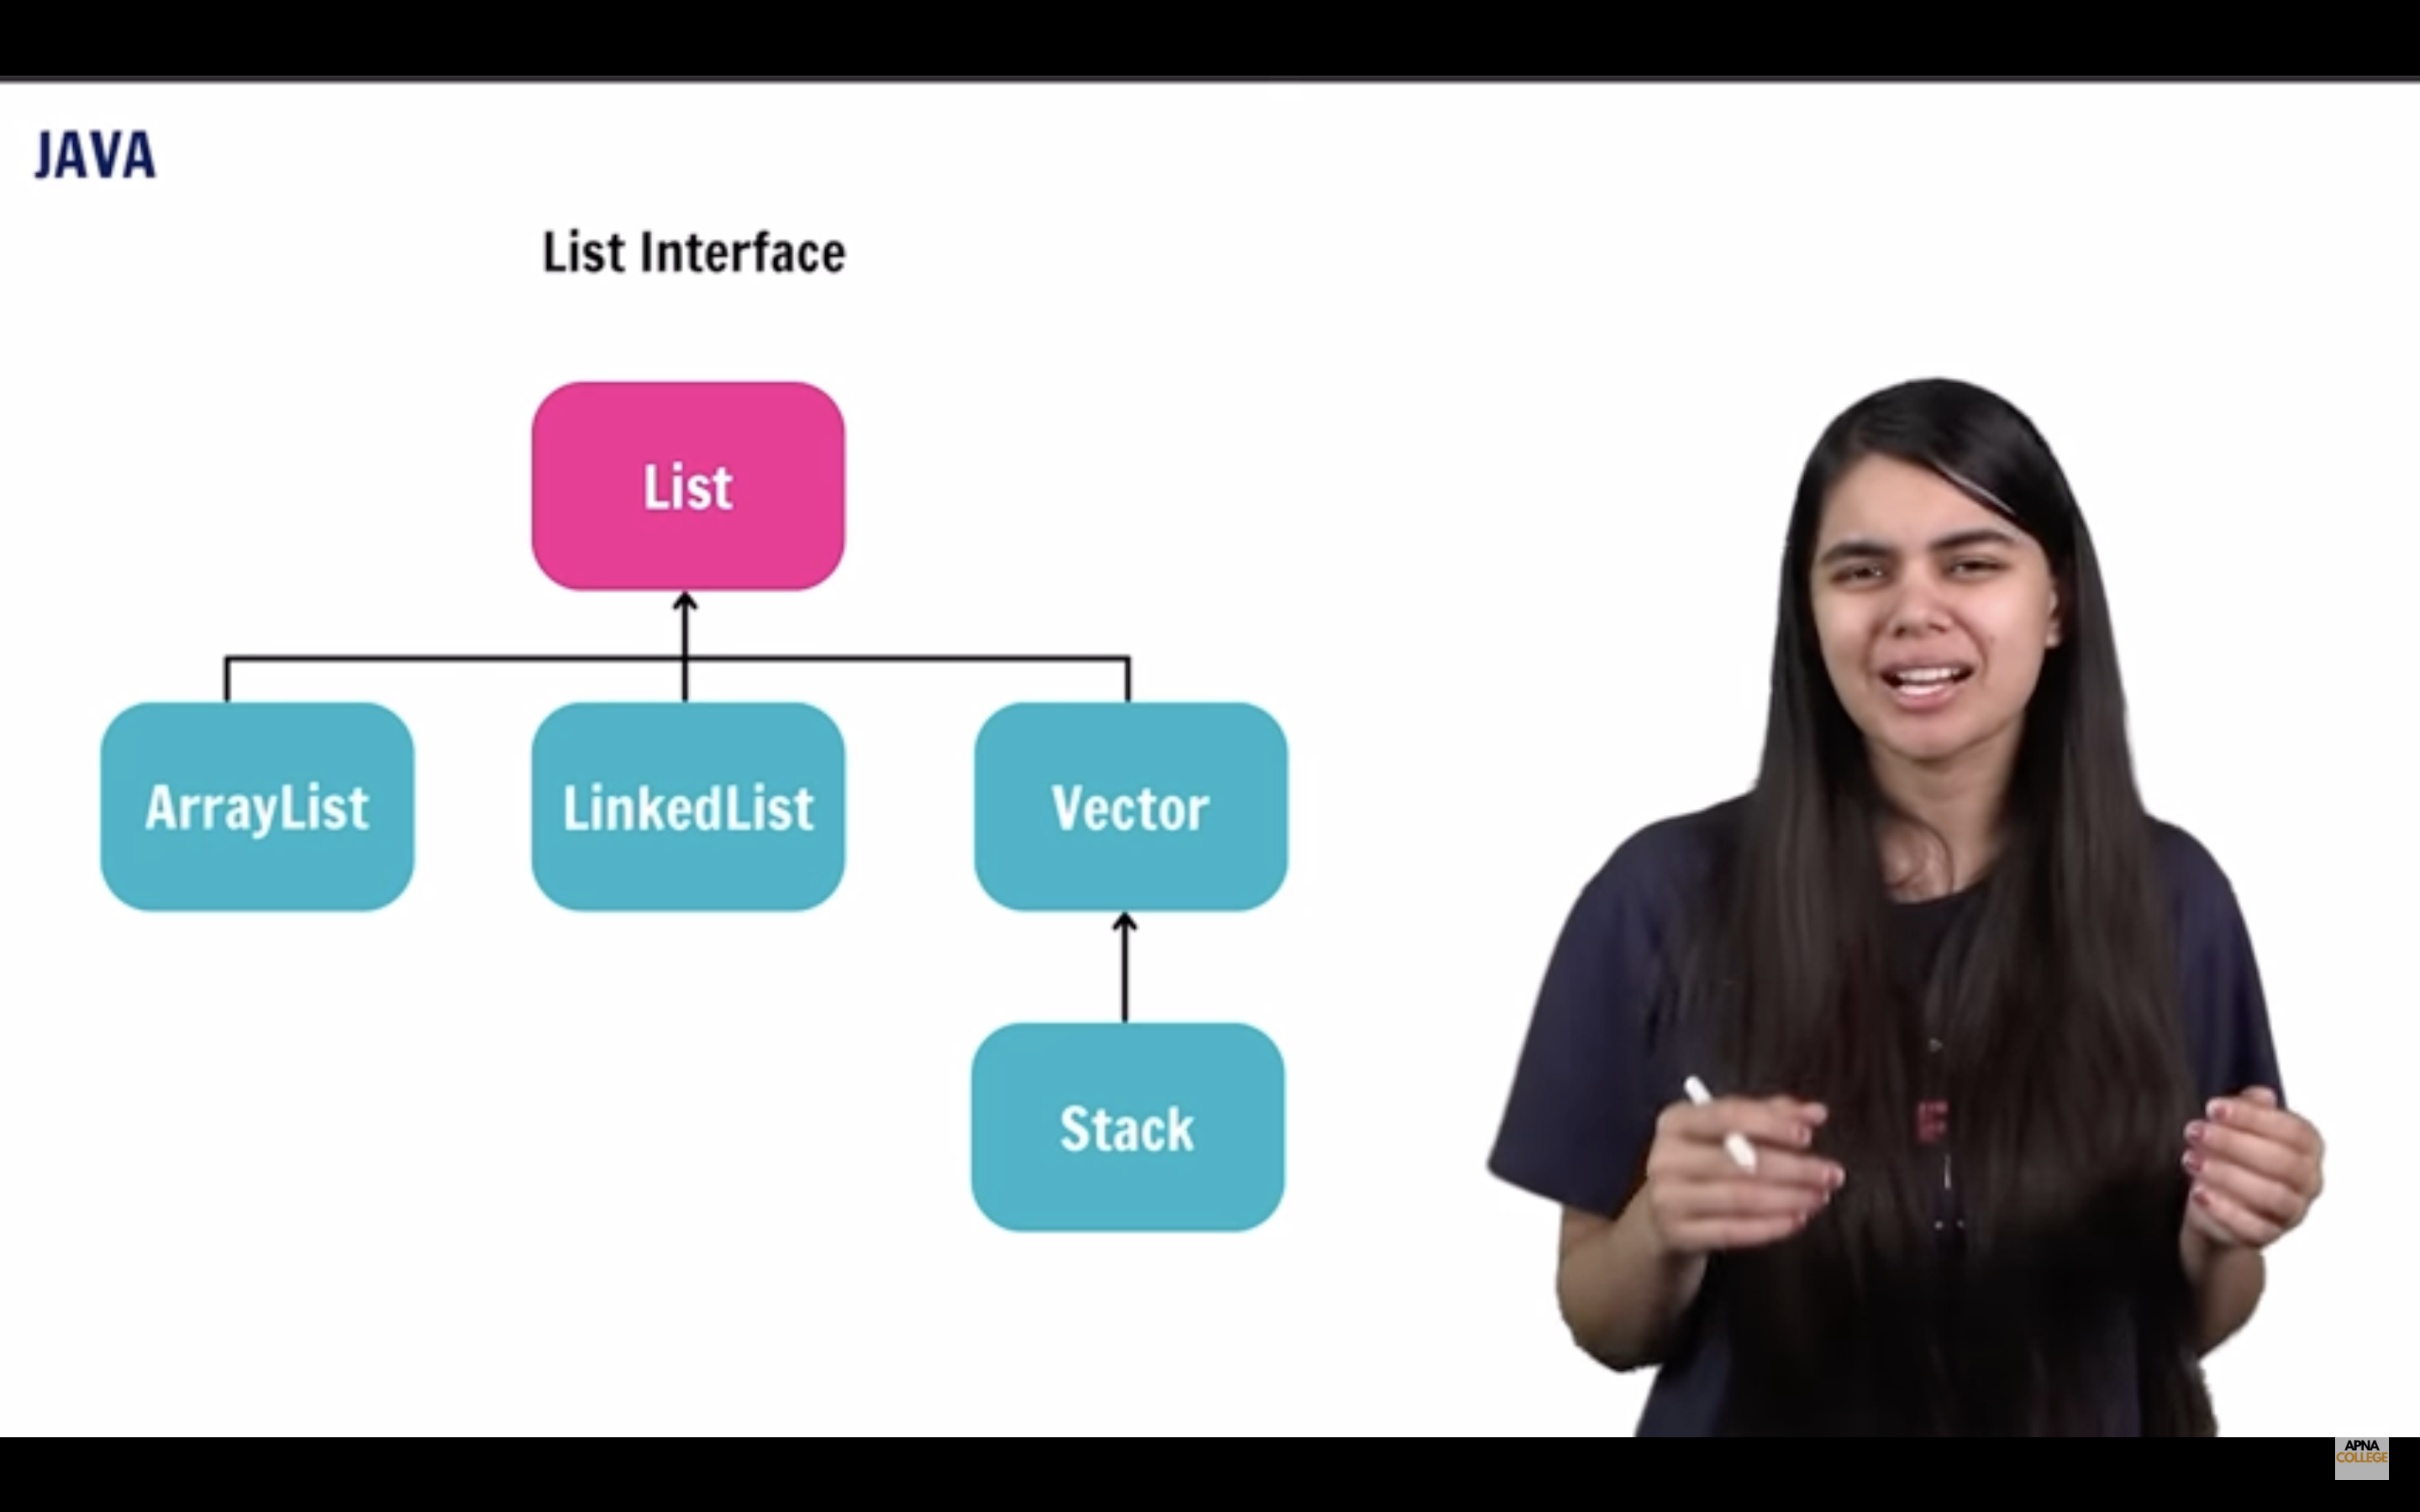 JAVA
List Interface
List
ArrayList
LinkedList
Vector
Stack
APNA
COLLEGE